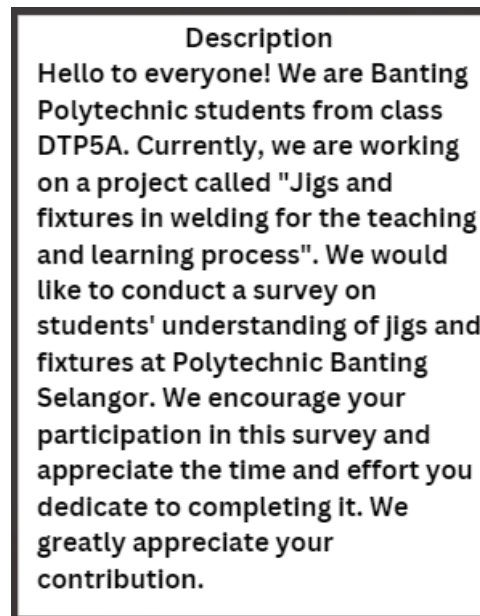 Description
Hello to everyone! We are Banting
Polytechnic students from class
DTP5A. Currently, we are working
on a project called "Jigs and
fixtures in welding for the teaching
and learning process". We would
like to conduct a survey on
students' understanding of jigs and
fixtures at Polytechnic Banting
Selangor. We encourage your
participation in this survey and
appreciate the time and effort you
dedicate to completing it. We
greatly appreciate your
contribution.